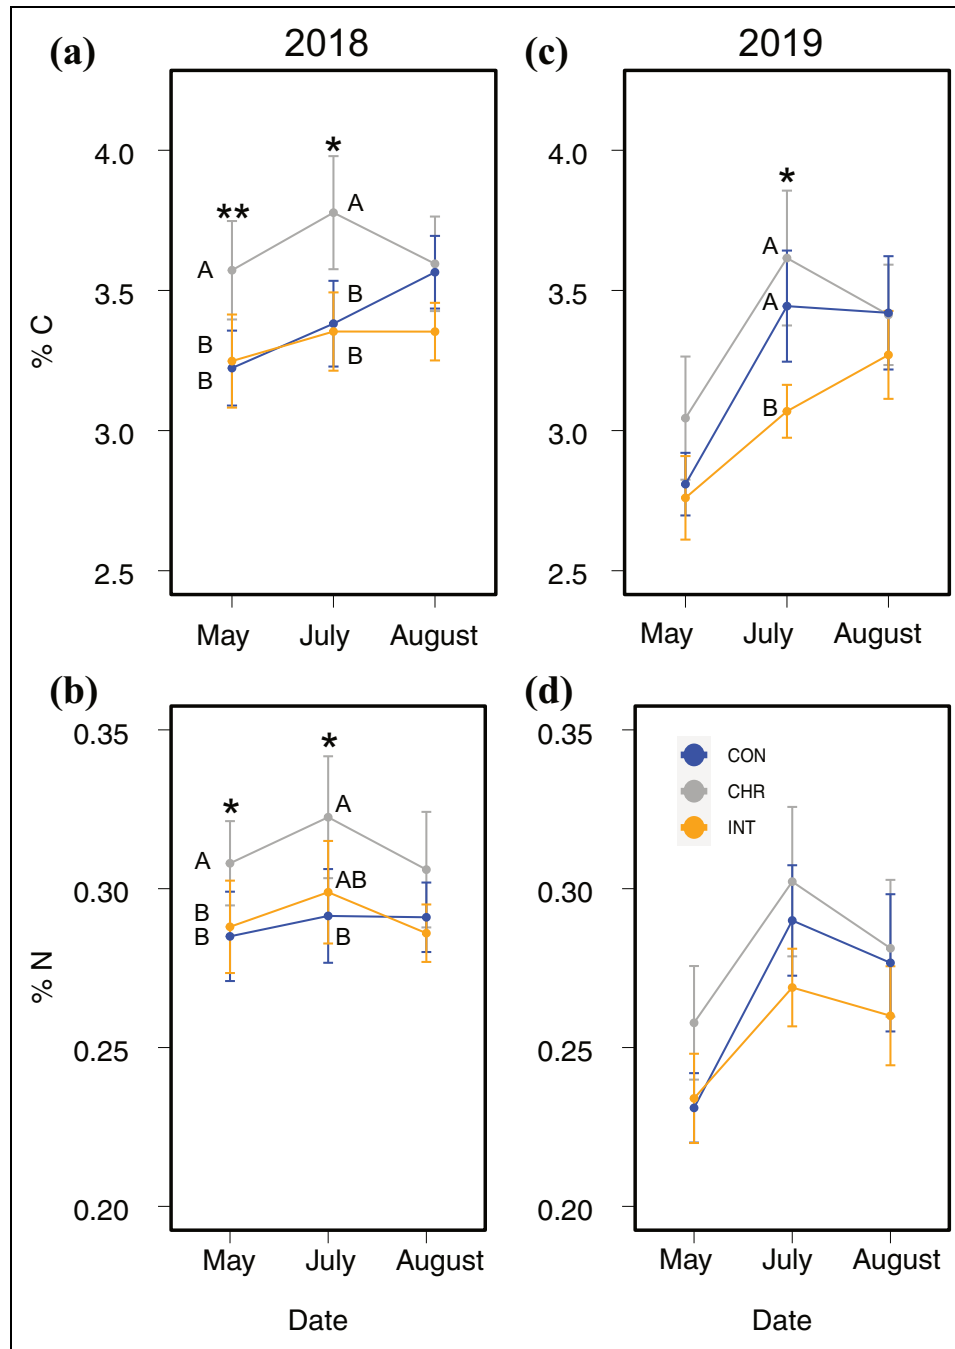 (a) 2018
(c) 2019
% C
4.0
3.5
3.0
2.5
**
*
A
B
B
A
B
B
May July August
4.0
3.5
3.0
2.5
*
A
A
B
May July August
(b)
% N
0.35
0.30
0.25
0.20
*
*
A
B
B
A
AB
B
May July August
Date
(d)
0.35
0.30
0.25
0.20
CON
CHR
INT
May July August
Date